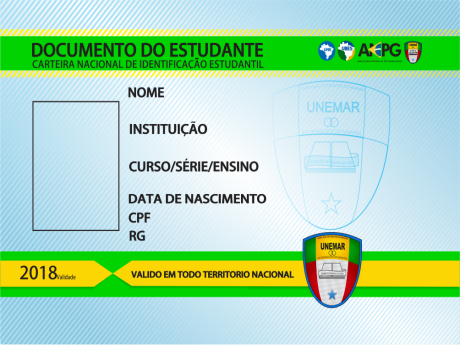 DOCUMENTO DO ESTUDANTE
CARTEIRA NACIONAL DE IDENTIFICAÇÃO ESTUDANTIL
NOME
UNEMAR
INSTITUIÇÃO
CURSO/SÉRIE/ENSINO
DATA DE NASCIMENTO
CPF
RG
UNEMAR
2018 Validade
VALIDO EM TODO TERRITORIO NACIONAL